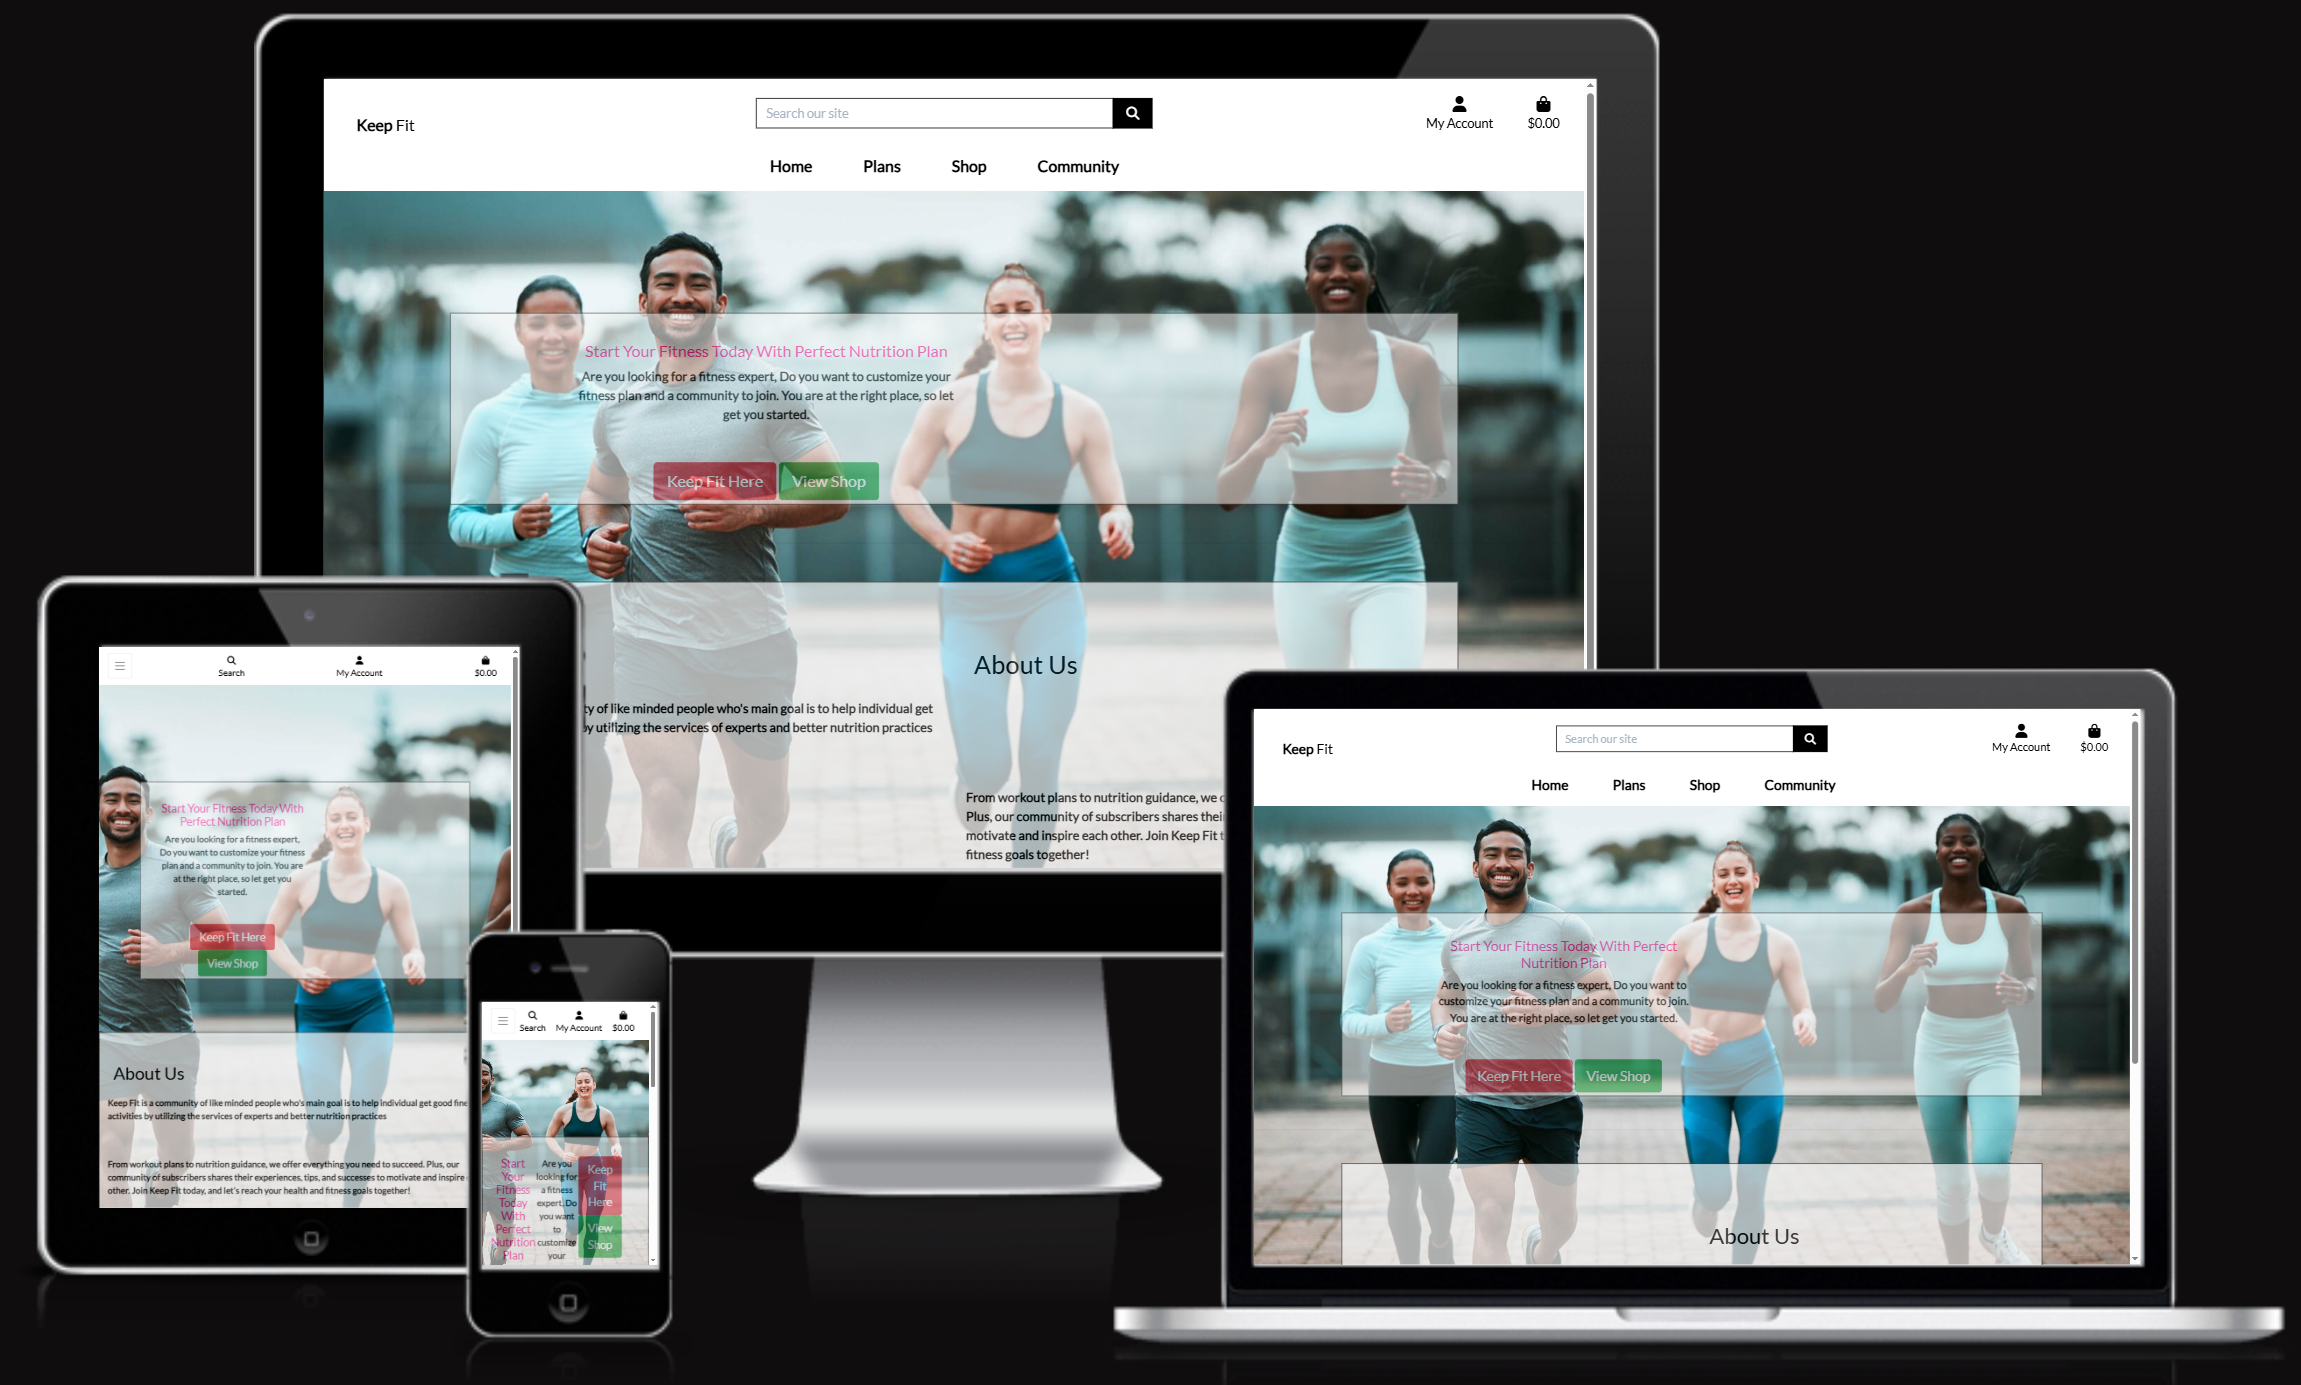 Search our site
Keep Fit
My Account
$0.00
Home Plans Shop Community
Start Your Fitness Today With Perfect Nutrition Plan
Are you looking for a fitness expert, Do you want to customize your
fitness plan and a community to join. You are at the right place, so let
get you started.
Keep Fit Here View Shop
About Us
ty of like minded people who's main goal is to help individual get
by utilizing the services of experts and better nutrition practices
From workout plans to nutrition guidance, we
Plus, our community of subscribers shares thei
motivate and inspire each other. Join Keep Fit
fitness goals together!
Search
My Account
$0.00
Start Your Fitness Today With
Perfect Nutrition Plan
Are you looking for a fitness expert,
Do you want to customize your fitness
plan and a community to join. You are
at the right place, so let get you
started.
Keep Fit Here
View Shop
About Us
Keep Fit is a community of like minded people who's main goal is to help individual get good fine
activities by utilizing the services of experts and better nutrition practices
From workout plans to nutrition guidance, we offer everything you need to succeed. Plus, our
community of subscribers shares their experiences, tips, and successes to motivate and inspire
other. Join Keep Fit today, and let's reach your health and fitness goals together!
Search
My Account
$0.00
Start
Your
Fitness
Today
With
Perfect
Nutrition
Plan
Are you
looking for
a fitness
expert, Do
you want
to
customize
your
Keep
Fit
Here
View
Shop
Keep Fit
Search our site
My Account
$0.00
Home Plans Shop Community
Start Your Fitness Today With Perfect
Nutrition Plan
Are you looking for a fitness expert, Do you want to
customize your fitness plan and a community to join.
You are at the right place, so let get you started.
Keep Fit Here View Shop
About Us